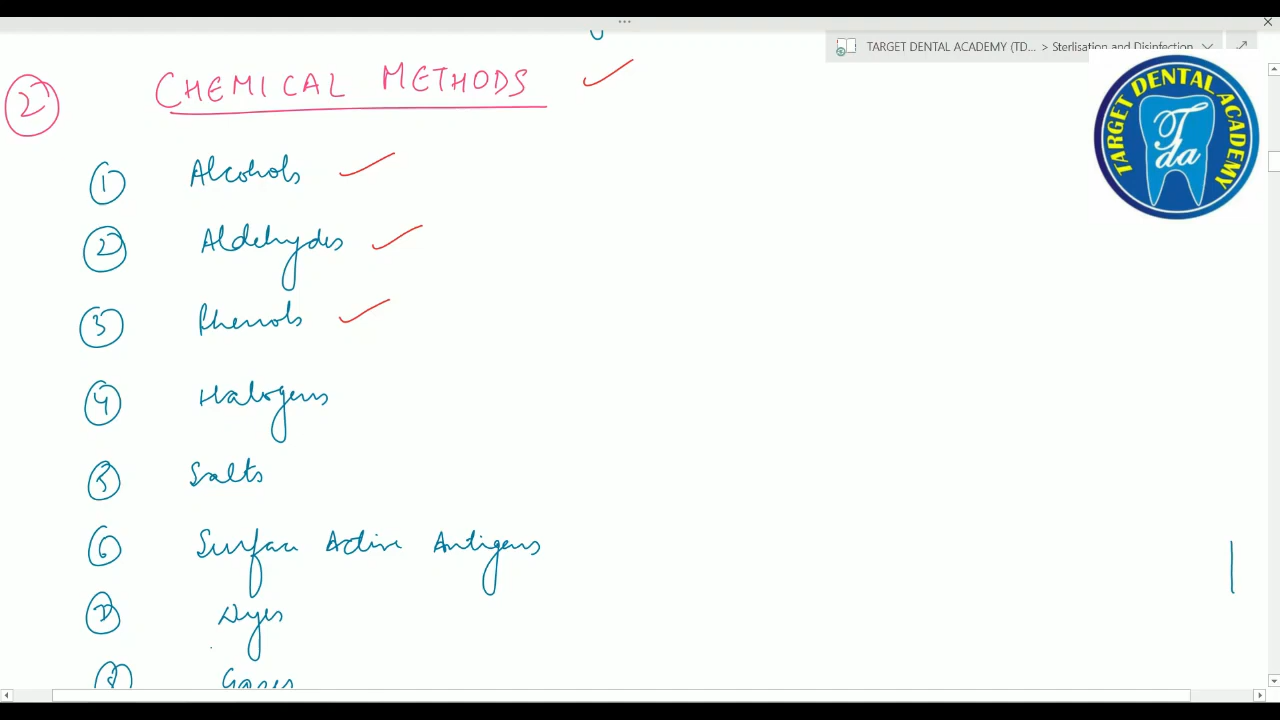 TARGET DENTAL ACADEMY (TD... > Sterlisation and Disinfection
TARGET DENTAL ACADEMY
Tda
2 CHEMICAL METHODS
1 Alcohols
2 Aldehydes
3 Phenols
4 Halogens
5 Salts
6 Surface Active Antigens
7 Dyes
8 Gases